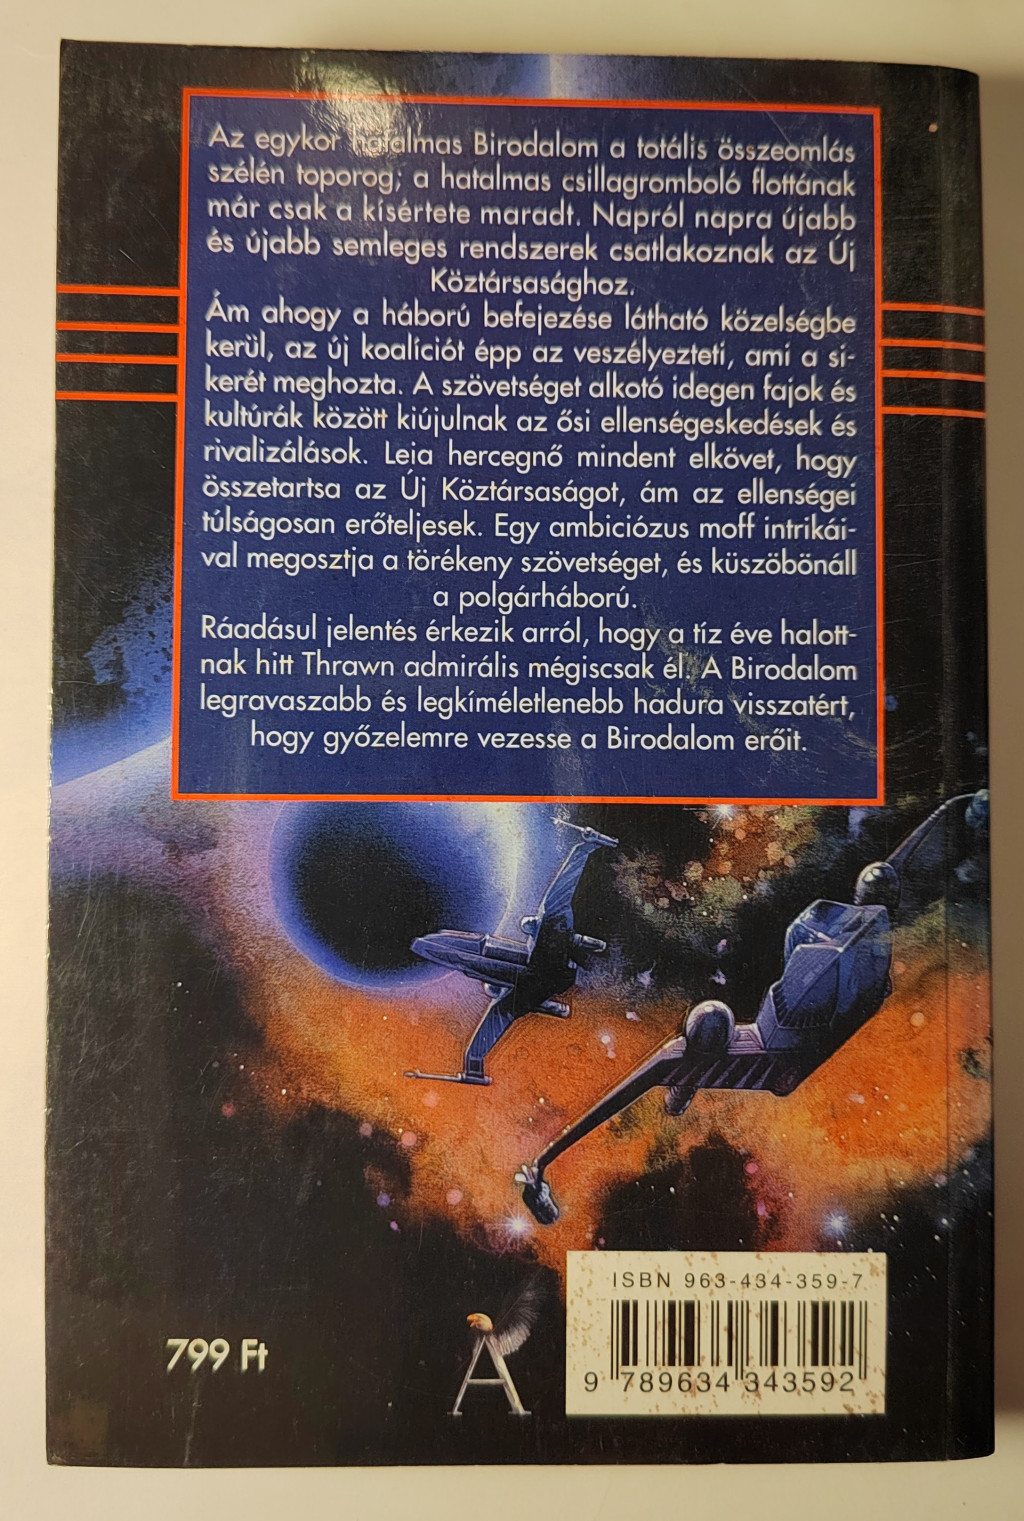 Az egykor hatalmas Birodalom a totális összeomlás
szélén toporog; a hatalmas csillagromboló flottának
már csak a kísértete maradt. Napról napra újabb
és újabb semleges rendszerek csatlakoznak az Új
Köztársasághoz.
Ám ahogy a háború befejezése látható közelségbe
kerül, az új koalíciót épp az veszélyezteti, ami a si-
kerét meghozta. A szövetséget alkotó idegen fajok és
kultúrák között kiújulnak az ősi ellenségeskedések és
rivalizálások. Leia hercegnő mindent elkövet, hogy
összetartsa az Új Köztársaságot, ám az ellenségei
túlságosan erőteljesek. Egy ambiciózus moff intrikái-
val megosztja a törékeny szövetséget, és küszöbönáll
a polgárháború.
Ráadásul jelentés érkezik arról, hogy a tíz éve halott-
nak hitt Thrawn admirális mégiscsak él. A Birodalom
legravaszabb és legkíméletlenebb hadura visszatért,
hogy győzelemre vezesse a Birodalom erőit.
799 Ft
A
ISBN 963-434-359-7
9 789634 343592